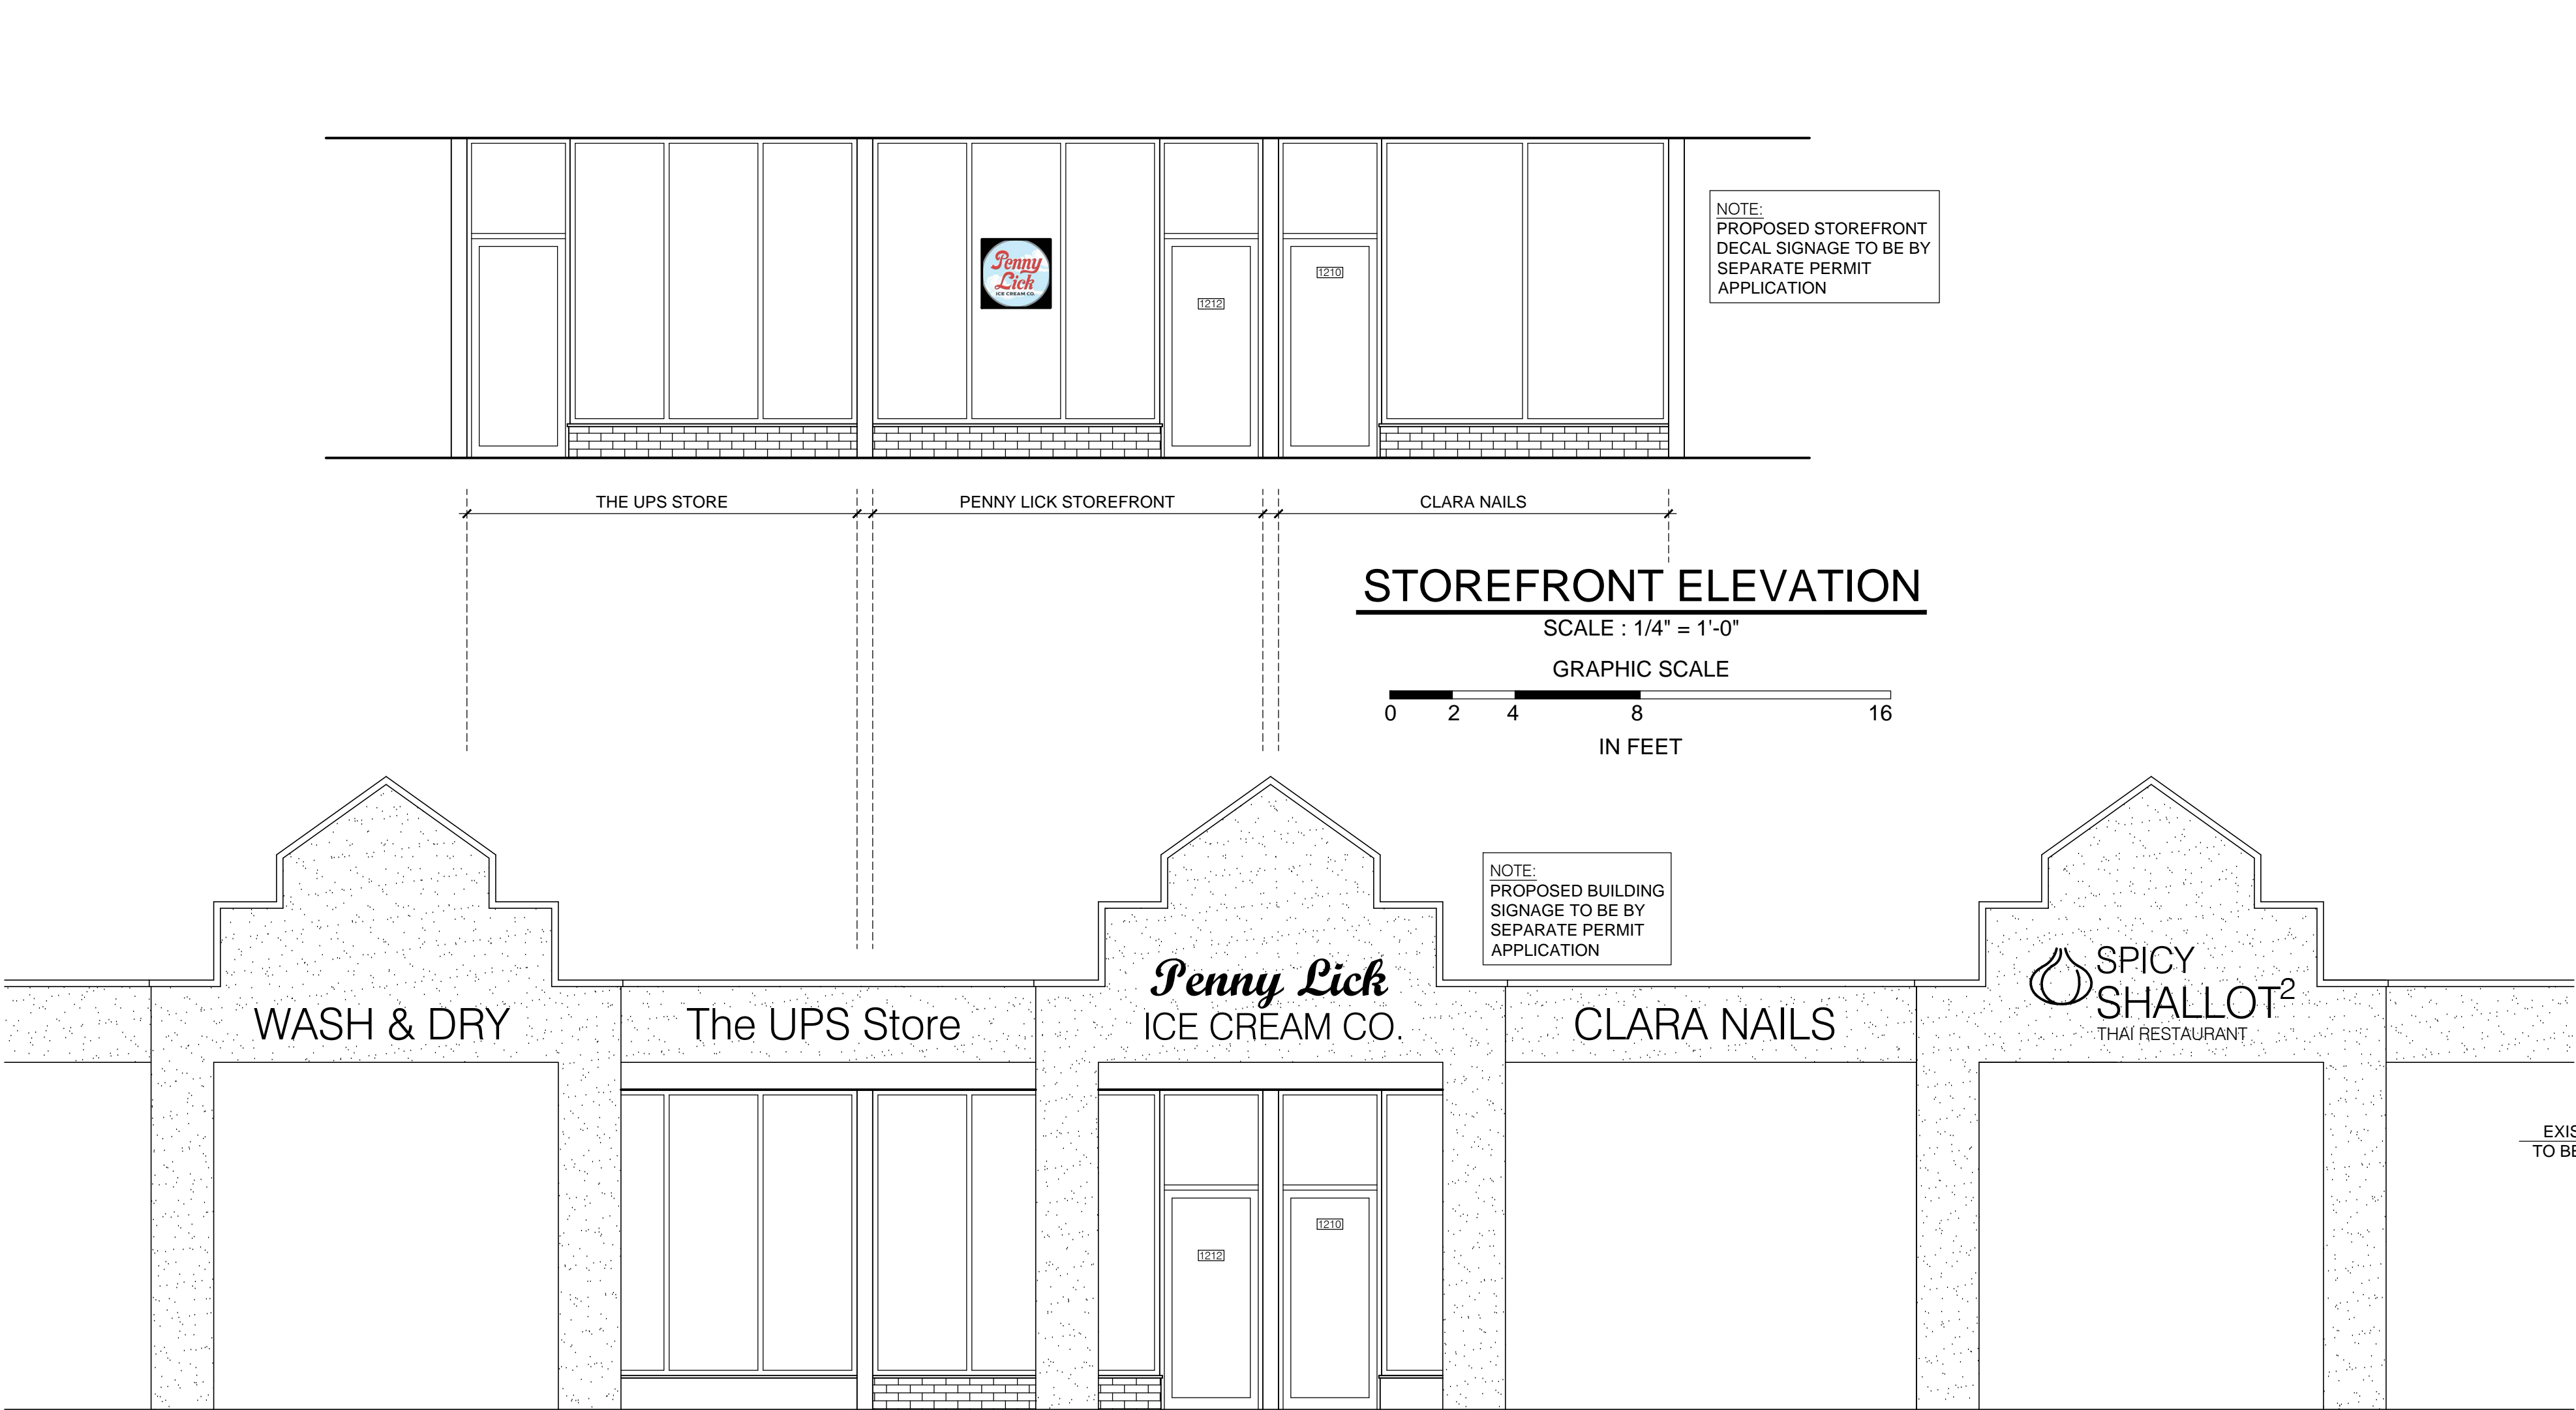 NOTE:
PROPOSED STOREFRONT
DECAL SIGNAGE TO BE BY
SEPARATE PERMIT
APPLICATION
Penny
Lick
ICE CREAM CO.
1212
1210
THE UPS STORE
PENNY LICK STOREFRONT
CLARA NAILS
STOREFRONT ELEVATION
SCALE : 1/4" = 1'-0"
GRAPHIC SCALE
0 2 4 8 16
IN FEET
NOTE:
PROPOSED BUILDING
SIGNAGE TO BE BY
SEPARATE PERMIT
APPLICATION
WASH & DRY
The UPS Store
Penny Lick
ICE CREAM CO.
CLARA NAILS
SPICY
SHALLOT²
THAI RESTAURANT
1212
1210
TO BE